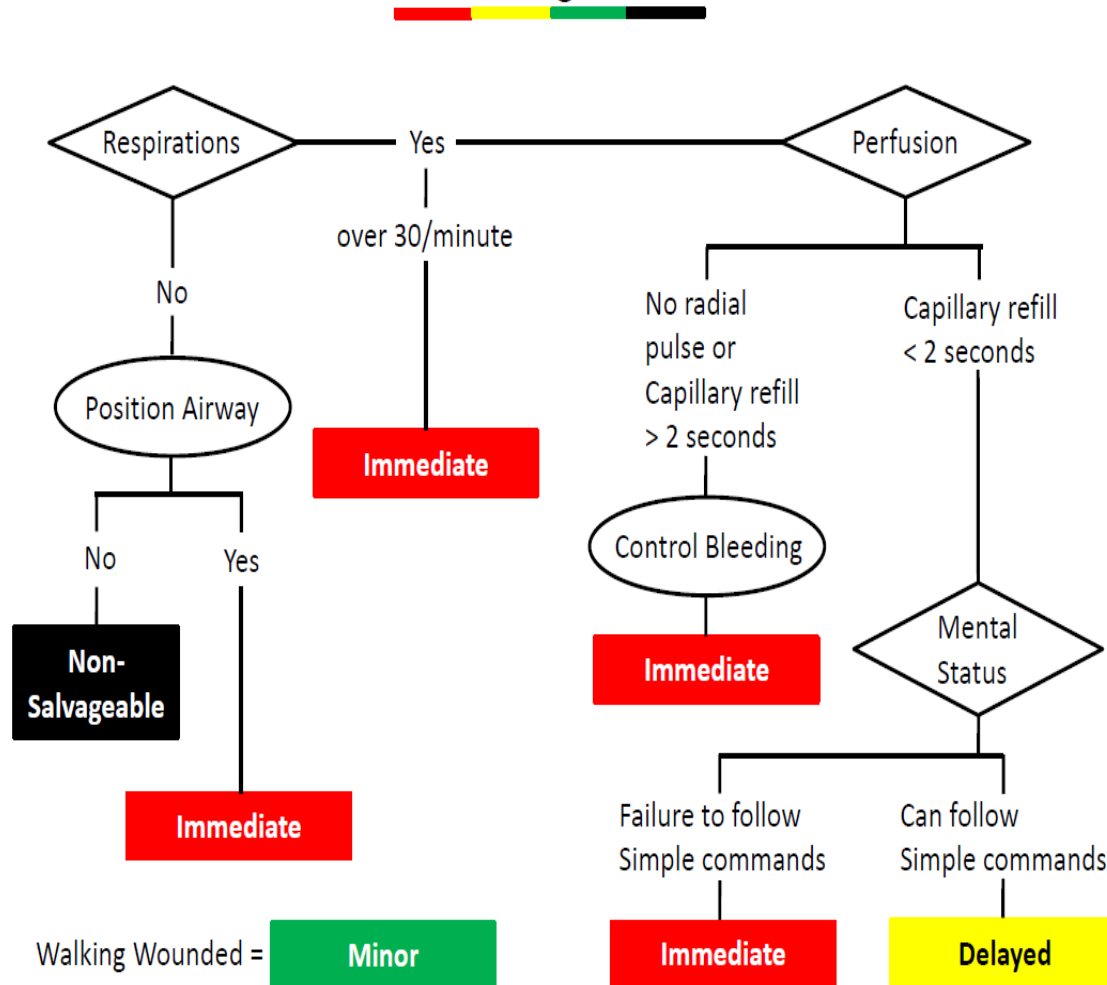 Respirations
Yes
Perfusion
over 30/minute
No
No radial
pulse or
Capillary refill
> 2 seconds
Capillary refill
< 2 seconds
Position Airway
Immediate
Control Bleeding
No
Yes
Mental
Status
Non-
Salvageable
Immediate
Immediate
Failure to follow
Simple commands
Can follow
Simple commands
Walking Wounded =
Minor
Immediate
Delayed